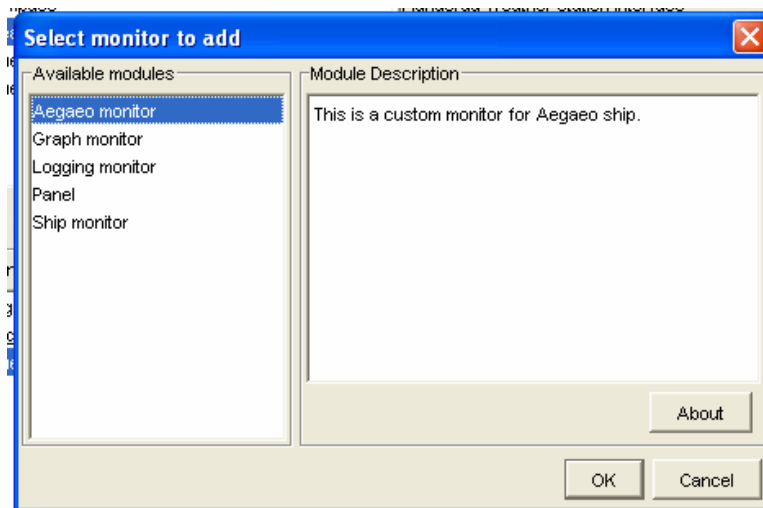 Select monitor to add
Available modules
Module Description
Aegaeo monitor
Graph monitor
Logging monitor
Panel
Ship monitor
This is a custom monitor for Aegaeo ship.
About
OK
Cancel